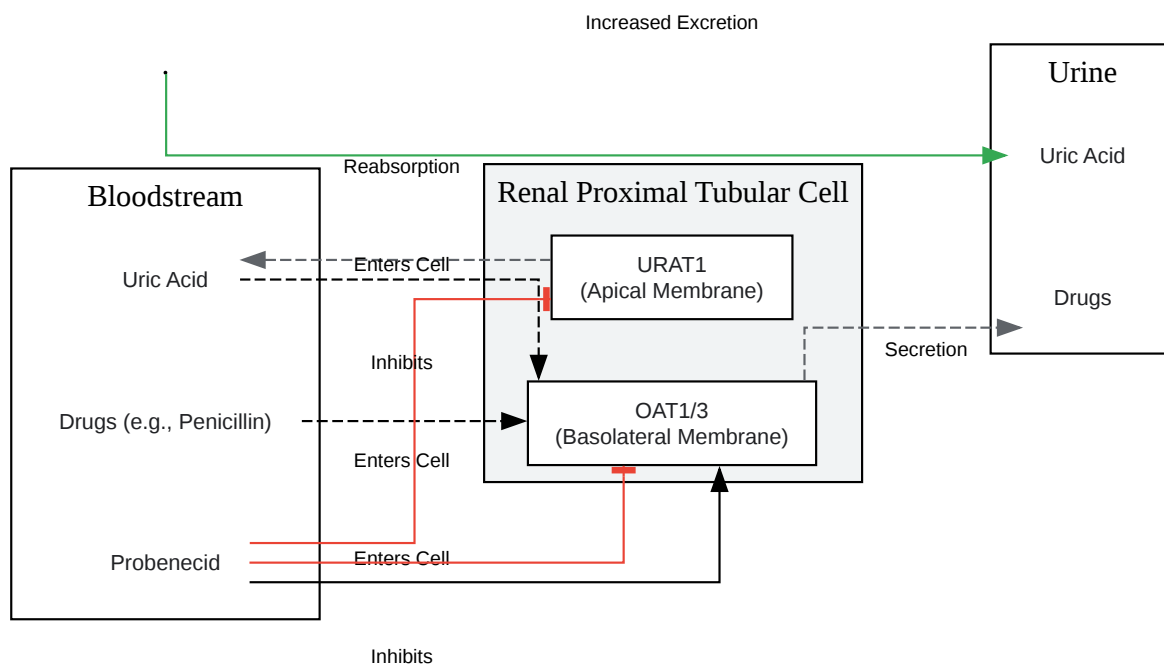 Increased Excretion
Urine
Uric Acid
Reabsorption
Renal Proximal Tubular Cell
Bloodstream
Enters Cell
URAT1
(Apical Membrane)
Uric Acid
Drugs
Secretion
Inhibits
OAT1/3
(Basolateral Membrane)
Drugs (e.g., Penicillin)
Enters Cell
Probenecid
Enters Cell
Inhibits